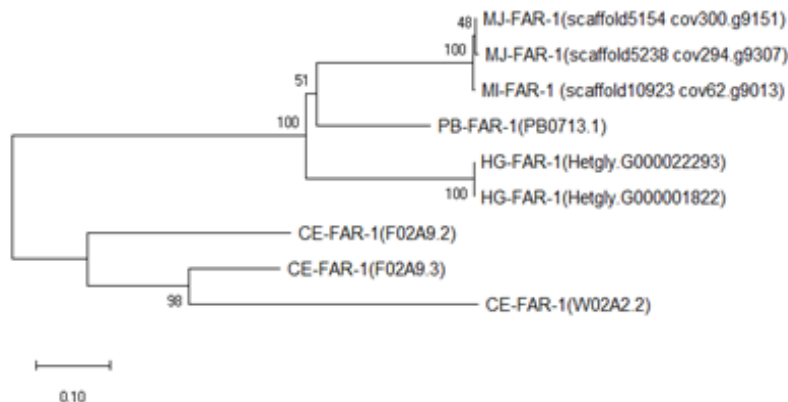 48
MJ-FAR-1(scaffold5154 cov300.g9151)
100
MJ-FAR-1(scaffold5238 cov294.g9307)
51
MI-FAR-1 (scaffold10923 cov62.g9013)
100
PB-FAR-1(PB0713.1)
HG-FAR-1(Hetgly.G000022293)
100
HG-FAR-1(Hetgly.G000001822)
CE-FAR-1(F02A9.2)
CE-FAR-1(F02A9.3)
98
CE-FAR-1(W02A2.2)
0.10